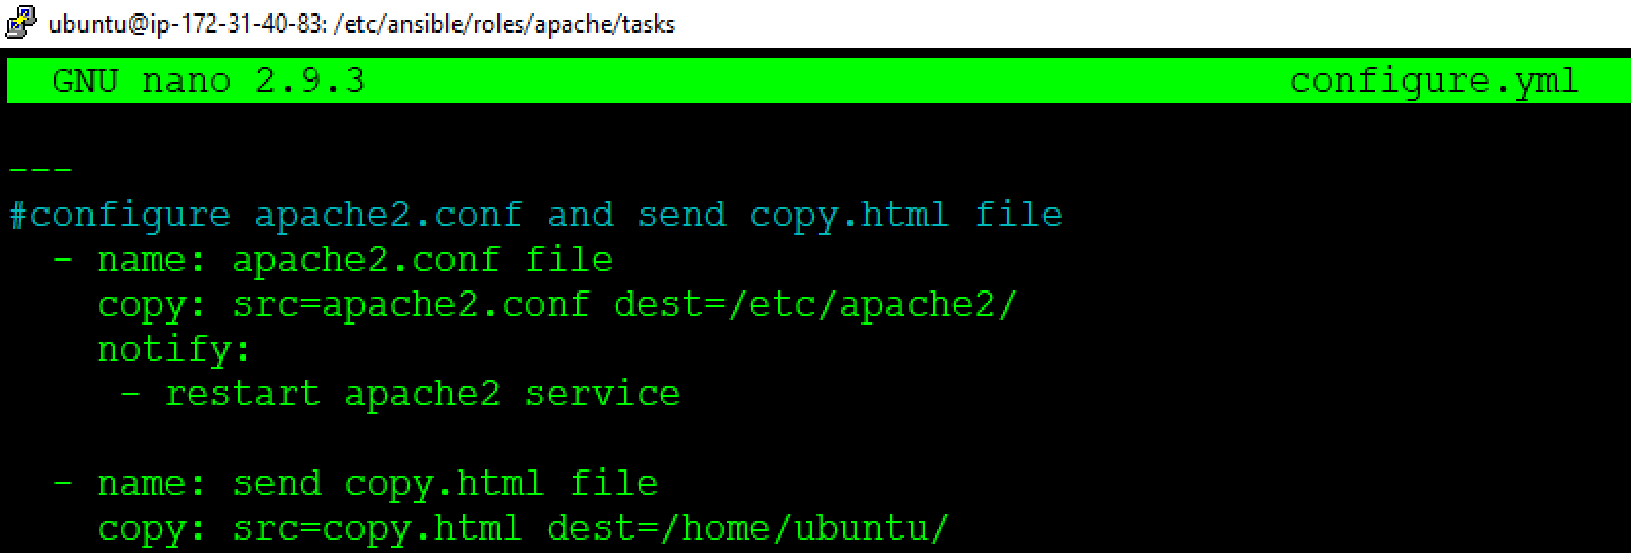 ubuntu@ip-172-31-40-83: /etc/ansible/roles/apache/tasks
GNU nano 2.9.3 configure.yml
---
#configure apache2.conf and send copy.html file
- name: apache2.conf file
copy: src=apache2.conf dest=/etc/apache2/
notify:
- restart apache2 service
- name: send copy.html file
copy: src=copy.html dest=/home/ubuntu/